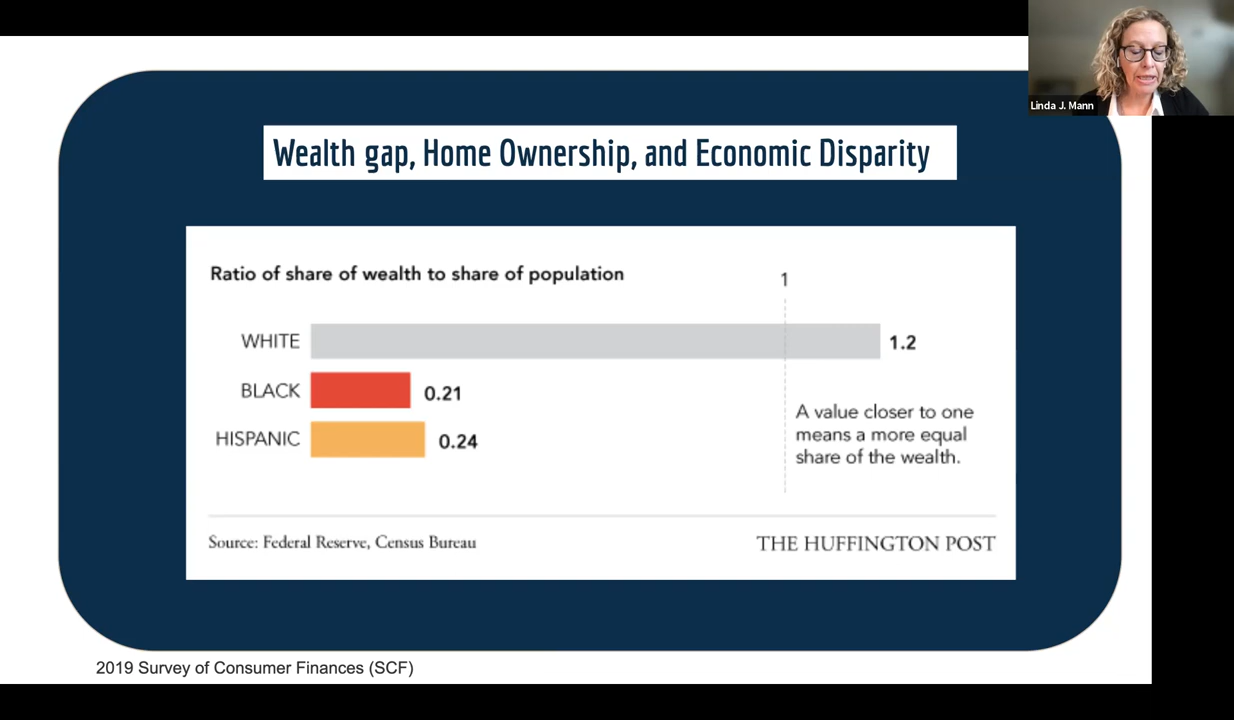 Linda J. Mann
Wealth gap, Home Ownership, and Economic Disparity
Ratio of share of wealth to share of population
1
WHITE 1.2
BLACK 0.21
HISPANIC 0.24
A value closer to one
means a more equal
share of the wealth.
Source: Federal Reserve, Census Bureau
THE HUFFINGTON POST
2019 Survey of Consumer Finances (SCF)